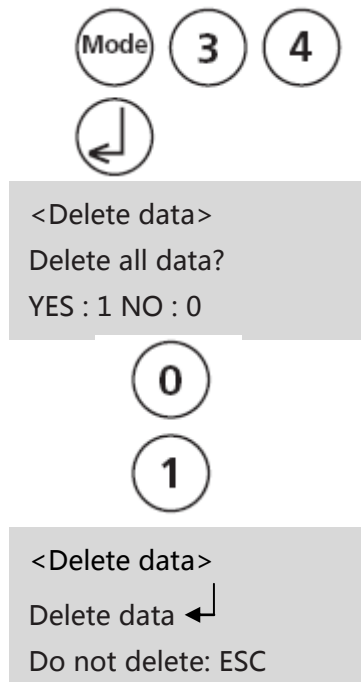 Mode 3 4
<Delete data>
Delete all data?
YES : 1 NO : 0
0
1
<Delete data>
Delete data
Do not delete: ESC